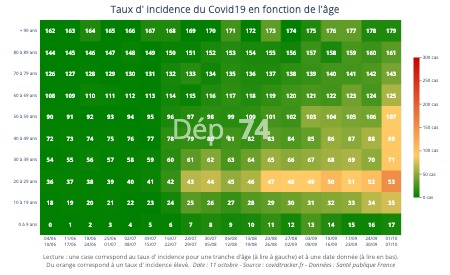 Taux d' incidence du Covid19 en fonction de l'âge
> 90 ans 162 163 164 165 166 167 168 169 170 171 172 173 174 175 176 177 178 179
80 à 89 ans 144 145 146 147 148 149 150 151 152 153 154 155 156 157 158 159 160 161
70 à 79 ans 126 127 128 129 130 131 132 133 134 135 136 137 138 139 140 141 142 143
60 à 69 ans 108 109 110 111 112 113 114 115 116 117 118 119 120 121 122 123 124 125
50 à 59 ans 90 91 92 93 94 95 96 97 98 99 100 101 102 103 104 105 106 107
Dép 74
40 à 49 ans 72 73 74 75 76 77 78 82 83 84 85 86 87 88 89
30 à 39 ans 54 55 56 57 58 59 60 61 62 63 64 65 66 67 68 69 70 71
20 à 29 ans 36 37 38 39 40 41 42 43 44 45 46 47 48 49 50 51 52 53
10 à 19 ans 18 19 20 21 22 23 24 25 26 27 28 29 30 31 32 33 34 35
0 à 9 ans 0 1 2 3 4 5 6 7 8 9 10 11 12 13 14 15 16 17
04/06 11/06 18/06 25/06 02/07 09/07 16/07 23/07 30/07 06/08 13/08 20/08 27/08 03/09 10/09 17/09 24/09 01/10
10/06 17/06 24/06 01/07 08/07 15/07 22/07 29/07 05/08 12/08 19/08 26/08 02/09 09/09 16/09 23/09 30/09 07/10
300 cas
250 cas
200 cas
150 cas
100 cas
50 cas
0 cas
Lecture : une case correspond au taux d' incidence pour une tranche d'âge (à lire à gauche) et à une date donnée (à lire en bas).
Du orange correspond à un taux d' incidence élevé. Date : 11 octobre - Source : covidtracker.fr - Données : Santé publique France